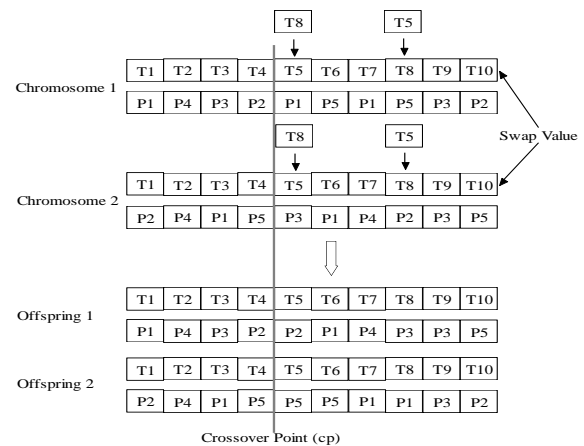 T8 T5
T1 T2 T3 T4 T5 T6 T7 T8 T9 T10
Chromosome 1
P1 P4 P3 P2 P1 P5 P1 P5 P3 P2
T8 T5
Swap Value
T1 T2 T3 T4 T5 T6 T7 T8 T9 T10
Chromosome 2
P2 P4 P1 P5 P3 P1 P4 P2 P3 P5
T1 T2 T3 T4 T5 T6 T7 T8 T9 T10
Offspring 1
P1 P4 P3 P2 P2 P1 P4 P3 P3 P5
T1 T2 T3 T4 T5 T6 T7 T8 T9 T10
Offspring 2
P2 P4 P1 P5 P5 P5 P1 P1 P3 P2
Crossover Point (cp)